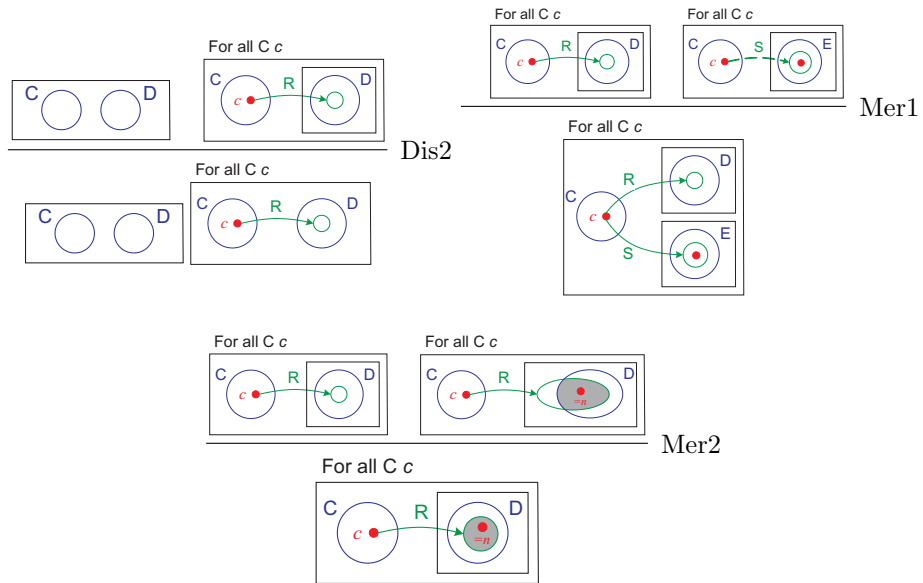 For all C c
C D
C R D
c
Dis2
For all C c
C D
C R D
c
For all C c
For all C c
C R D
c
C S E
c
Mer1
For all C c
C R D
c
S E
For all C c
For all C c
C R D
c
C R D
c
=n
Mer2
For all C c
C R D
c
=n